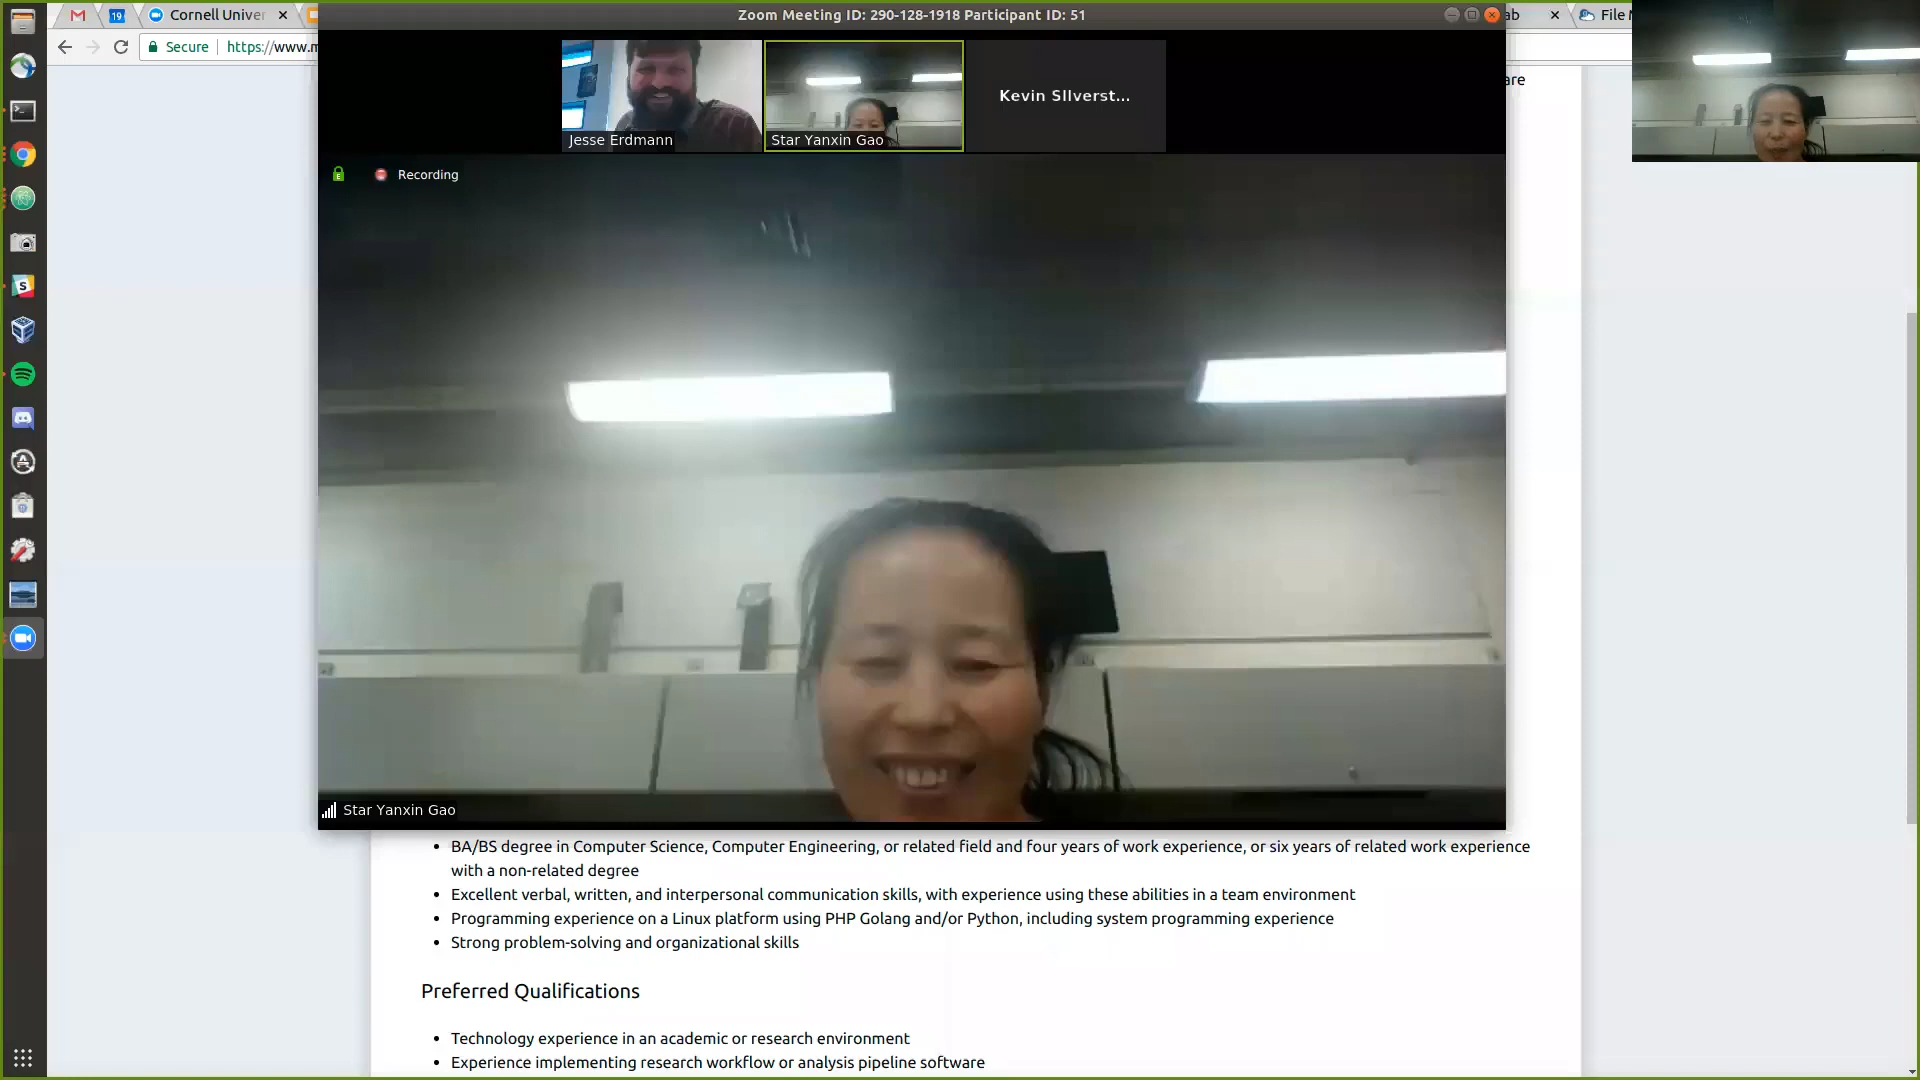 Cornell Univer
19
Secure
https://www.m
Zoom Meeting ID: 290-128-1918 Participant ID: 51
ab
File M
are
Jesse Erdmann
Star Yanxin Gao
Kevin SIlverst...
Recording
Star Yanxin Gao
BA/BS degree in Computer Science, Computer Engineering, or related field and four years of work experience, or six years of related work experience
with a non-related degree
Excellent verbal, written, and interpersonal communication skills, with experience using these abilities in a team environment
Programming experience on a Linux platform using PHP Golang and/or Python, including system programming experience
Strong problem-solving and organizational skills
Preferred Qualifications
Technology experience in an academic or research environment
Experience implementing research workflow or analysis pipeline software